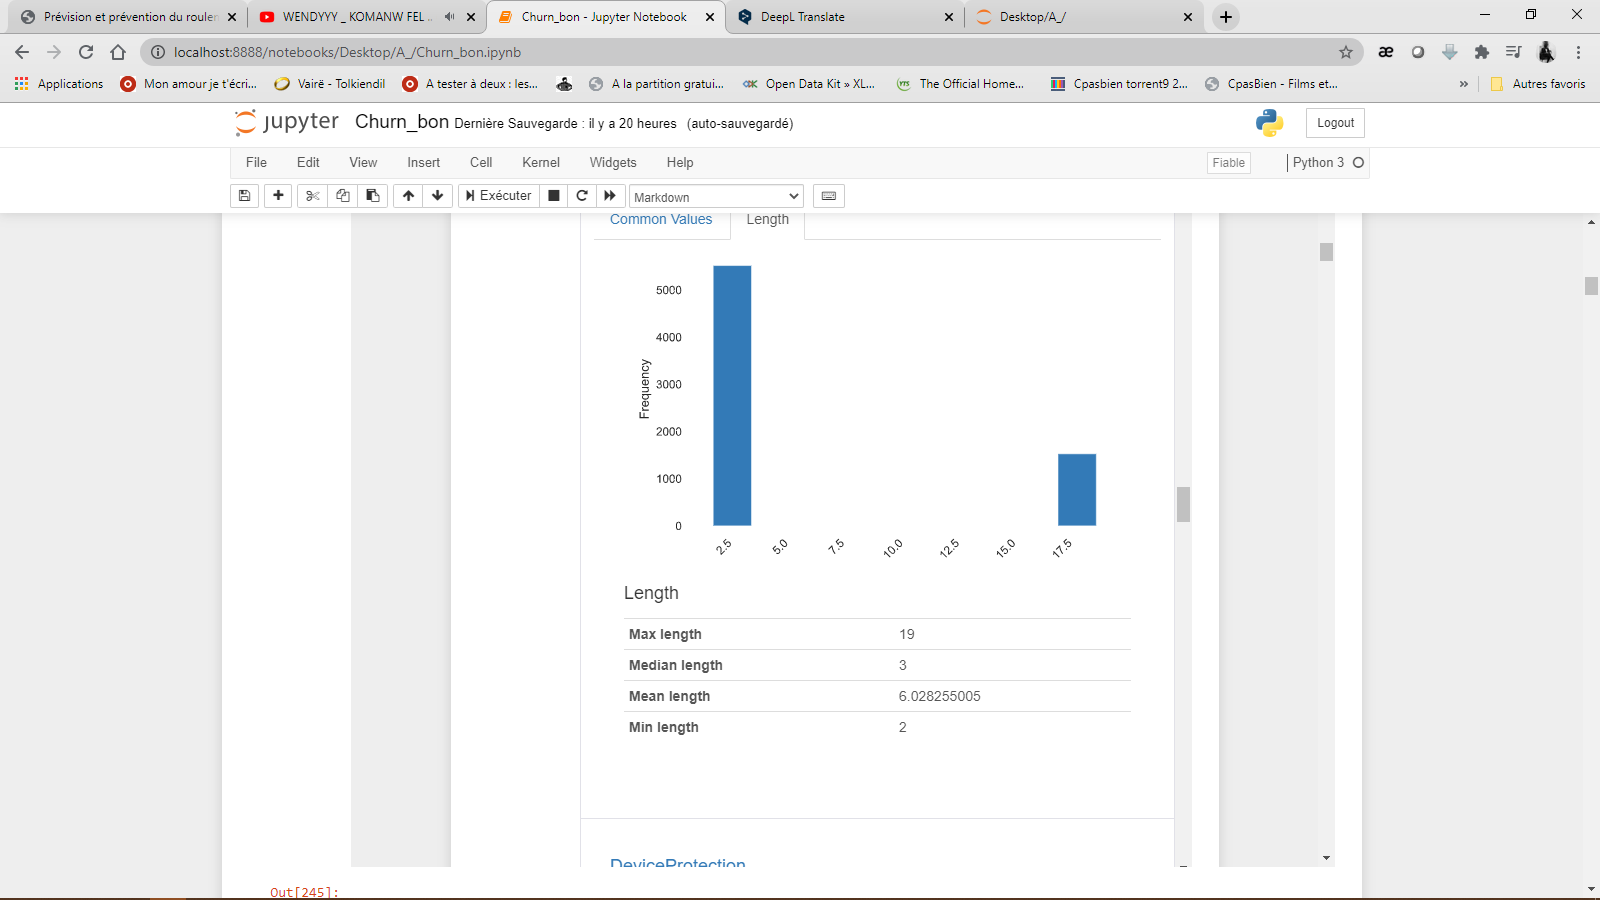 Prévision et prévention du rouler
WENDYYY _ KOMANW FEL ..
Churn_bon - Jupyter Notebook
DeepL Translate
Desktop/A_/
localhost:8888/notebooks/Desktop/A_/Churn_bon.ipynb
Applications
Mon amour je t'écri...
Vairë - Tolkiendil
A tester à deux : les...
A la partition gratui...
Open Data Kit » XL...
The Official Home...
Cpasbien torrent9 2...
CpasBien - Films et...
»
Autres favoris
jupyter Churn_bon Dernière Sauvegarde : il y a 20 heures (auto-sauvegardé)
Logout
File Edit View Insert Cell Kernel Widgets Help
Fiable
Python 3
Exécuter
Markdown
Common Values
Length
5000
4000
3000
2000
1000
0
Frequency
2.5 5.0 7.5 10.0 12.5 15.0 17.5
Length
Max length 19
Median length 3
Mean length 6.028255005
Min length 2
DeviceProtection
Out[245]: